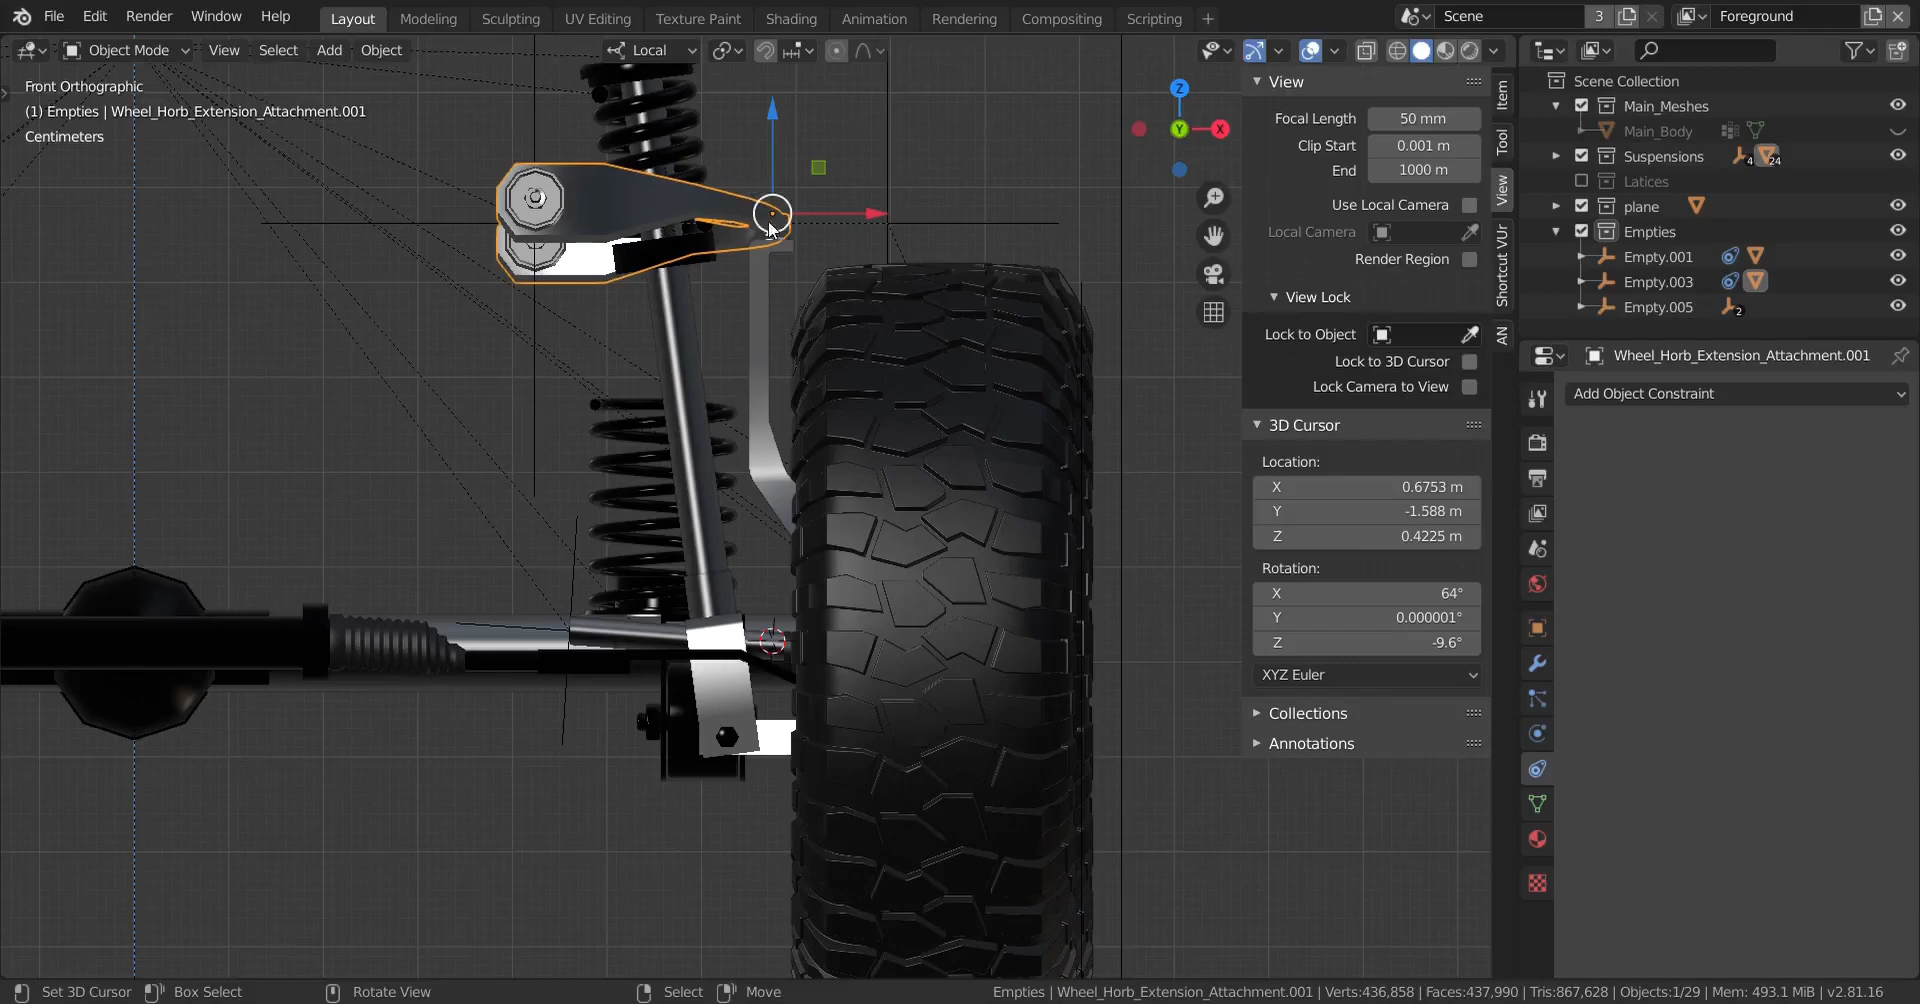 File Edit Render Window Help Layout Modeling Sculpting UV Editing Texture Paint Shading Animation Rendering Compositing Scripting + Scene 3 Foreground
Object Mode View Select Add Object Local
Front Orthographic
(1) Empties | Wheel_Horb_Extension_Attachment.001
Centimeters
Z
Y
X
View
Focal Length 50 mm
Clip Start 0.001 m
End 1000 m
Use Local Camera
Local Camera
Render Region
View Lock
Lock to Object
Lock to 3D Cursor
Lock Camera to View
3D Cursor
Location:
X 0.6753 m
Y -1.588 m
Z 0.4225 m
Rotation:
X 64°
Y 0.000001°
Z -9.6°
XYZ Euler
Collections
Annotations
Item
Tool
View
Shortcut VUr
AN
Scene Collection
Main_Meshes
Main_Body
Suspensions 4 24
Latices
plane
Empties
Empty.001
Empty.003
Empty.005 2
Wheel_Horb_Extension_Attachment.001
Add Object Constraint
Set 3D Cursor Box Select Rotate View Select Move Empties | Wheel_Horb_Extension_Attachment.001 | Verts:436,858 | Faces:437,990 | Tris:867,628 | Objects:1/29 | Mem: 493.1 MiB | v2.81.16